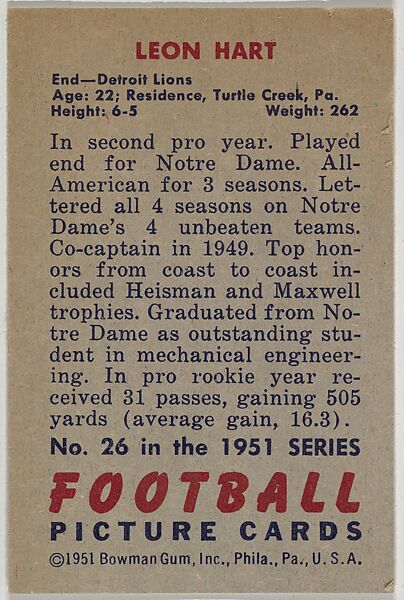 LEON HART
End—Detroit Lions
Age: 22; Residence, Turtle Creek, Pa.
Height: 6-5 Weight: 262
In second pro year. Played
end for Notre Dame. All-
American for 3 seasons. Let-
tered all 4 seasons on Notre
Dame's 4 unbeaten teams.
Co-captain in 1949. Top hon-
ors from coast to coast in-
cluded Heisman and Maxwell
trophies. Graduated from No-
tre Dame as outstanding stu-
dent in mechanical engineer-
ing. In pro rookie year re-
ceived 31 passes, gaining 505
yards (average gain, 16.3).
No. 26 in the 1951 SERIES
FOOTBALL
PICTURE CARDS
©1951 Bowman Gum, Inc., Phila., Pa., U. S. A.